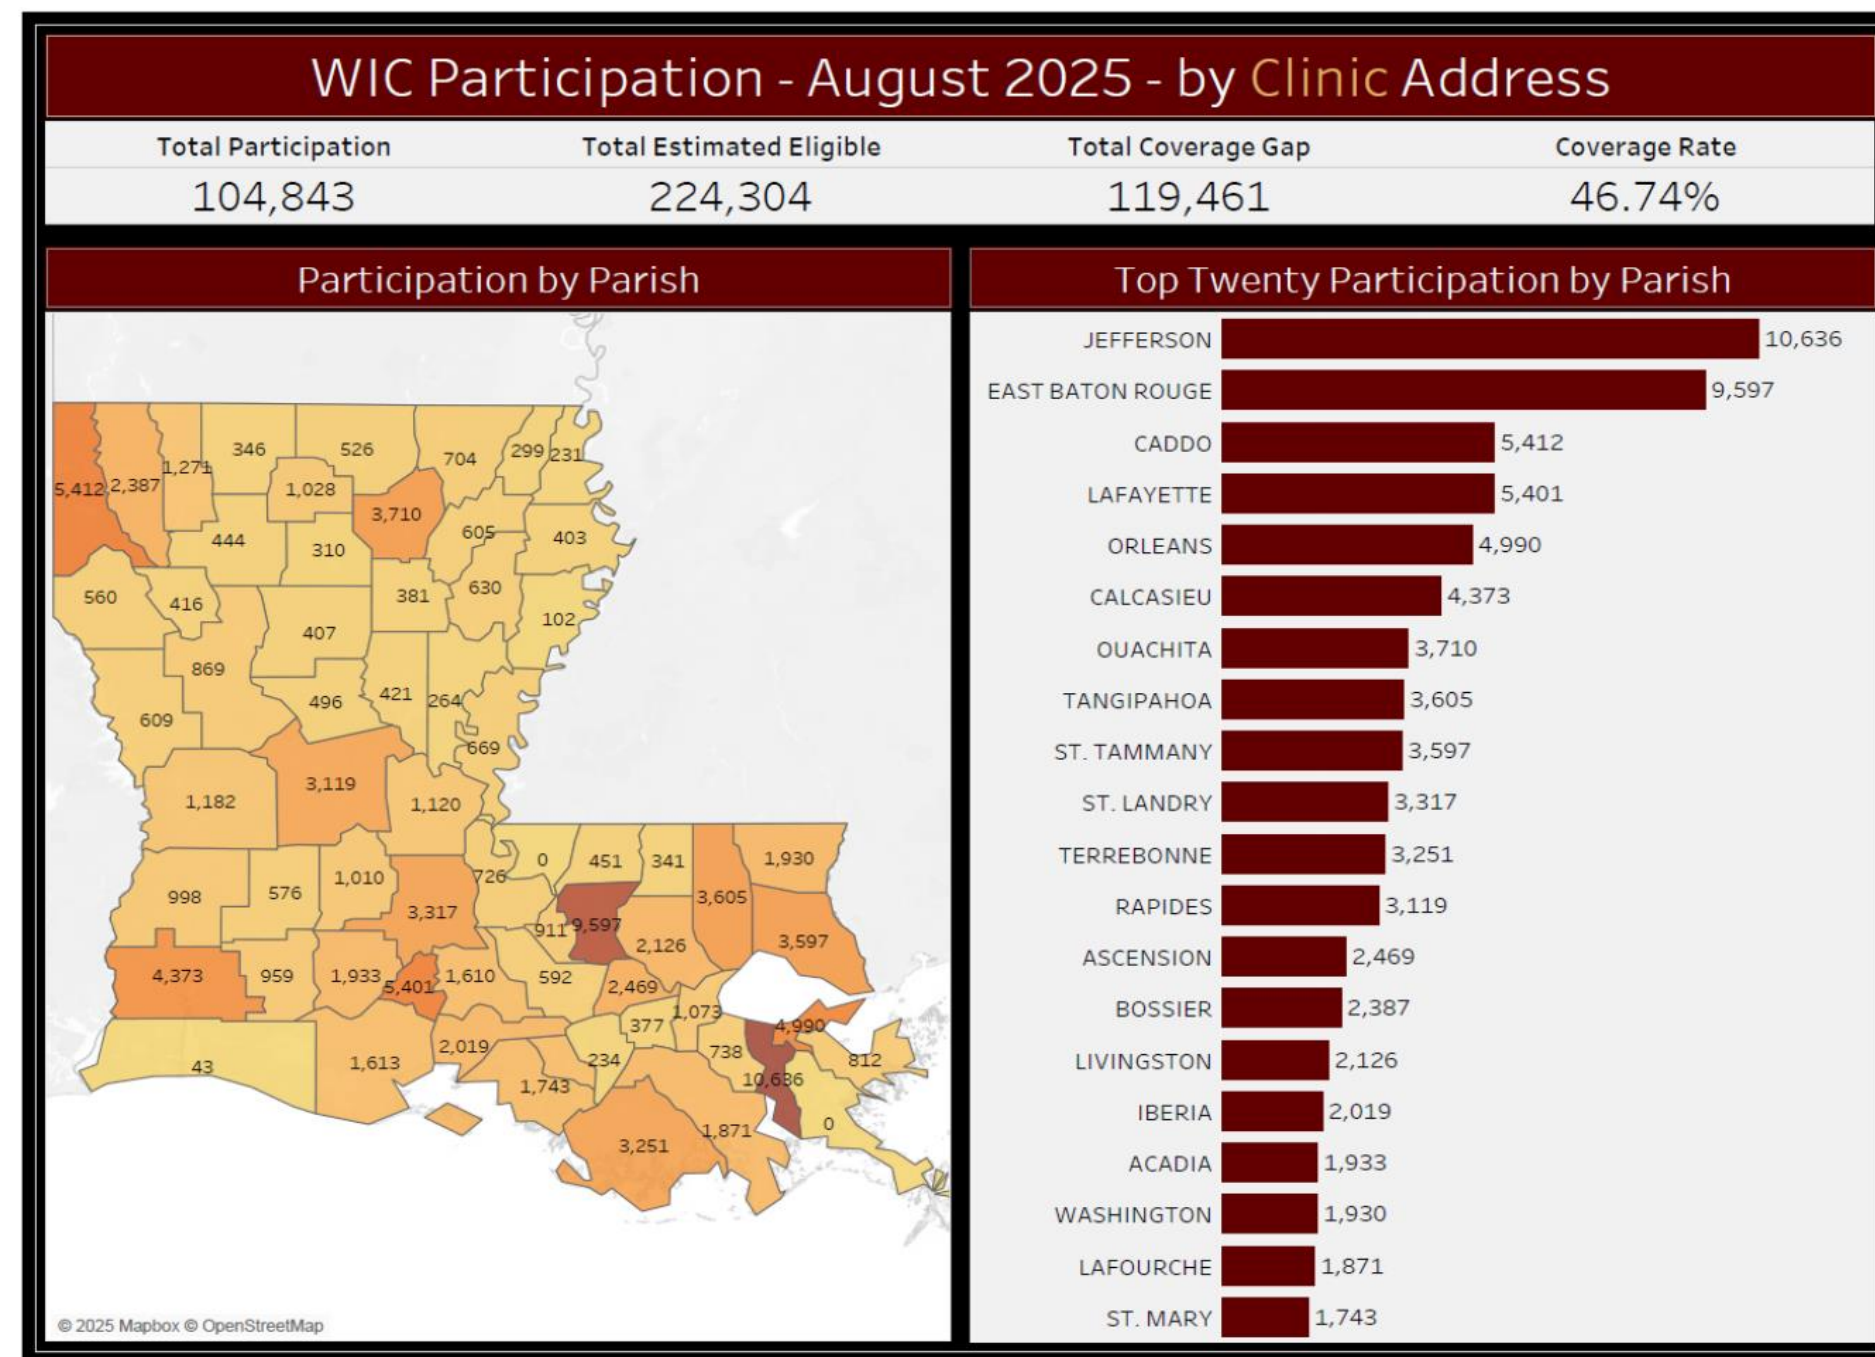 WIC Participation - August 2025 - by Clinic Address
Total Participation Total Estimated Eligible Total Coverage Gap Coverage Rate
104,843 224,304 119,461 46.74%
Participation by Parish
346 526 704 299 231
1,271
5,412 2,387 1,028
3,710
444 310 605 403
560 416 381 630
407 102
869
609 496 421 264
669
1,182 3,119 1,120
998 576 1,010 726 0 451 341 1,930
3,317 911 9,597 3,605
2,126 3,597
4,373 959 1,933 5,401 1,610 592 2,469
1,073
377 4,990
43 1,613 2,019 234 738 812
1,743 10,636
3,251 1,871 0
© 2025 Mapbox © OpenStreetMap
Top Twenty Participation by Parish
JEFFERSON 10,636
EAST BATON ROUGE 9,597
CADDO 5,412
LAFAYETTE 5,401
ORLEANS 4,990
CALCASIEU 4,373
OUACHITA 3,710
TANGIPAHOA 3,605
ST. TAMMANY 3,597
ST. LANDRY 3,317
TERREBONNE 3,251
RAPIDES 3,119
ASCENSION 2,469
BOSSIER 2,387
LIVINGSTON 2,126
IBERIA 2,019
ACADIA 1,933
WASHINGTON 1,930
LAFOURCHE 1,871
ST. MARY 1,743